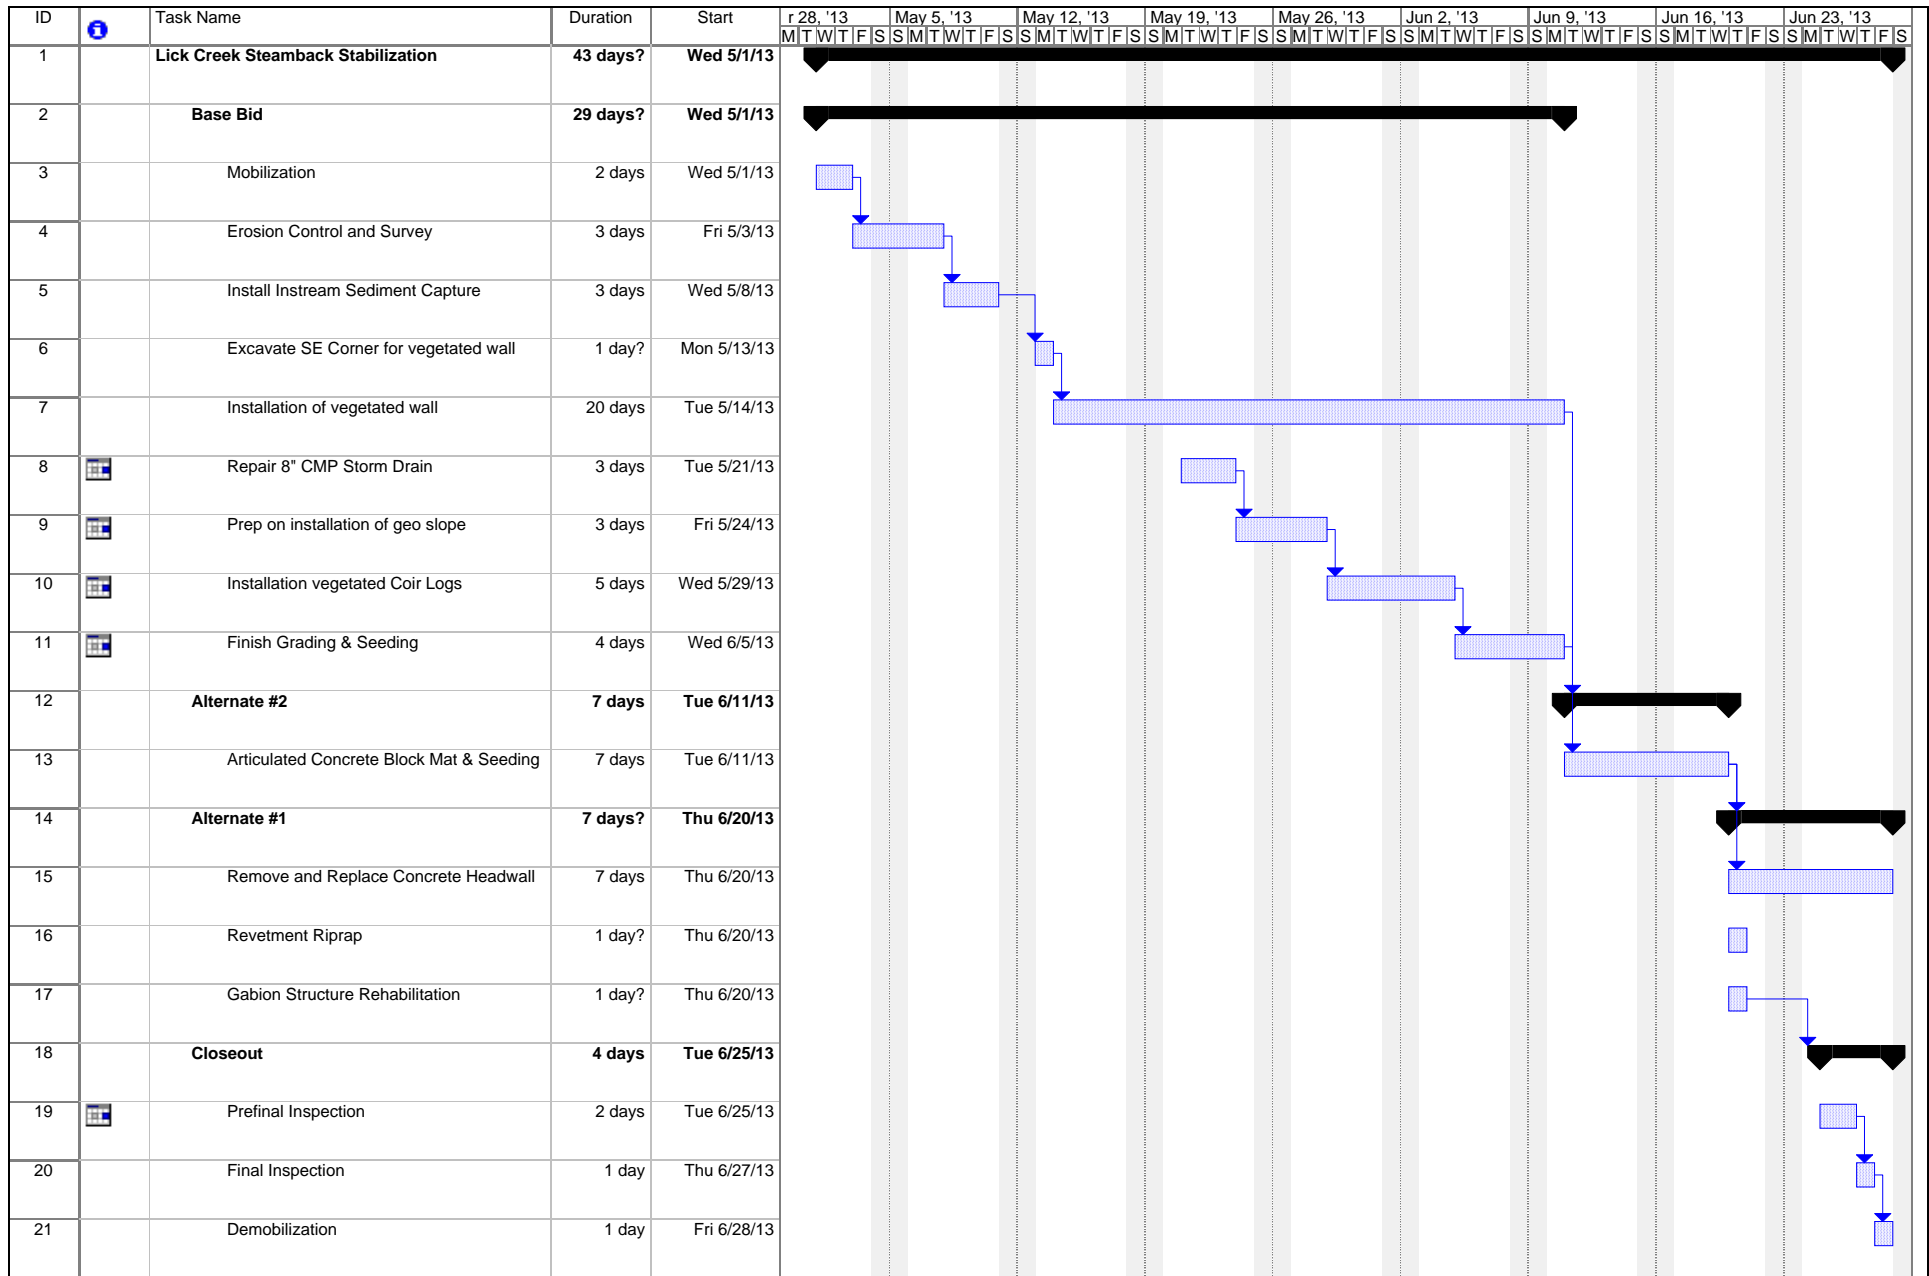 ID Task Name Duration Start r 28, '13 May 5, '13 May 12, '13 May 19, '13 May 26, '13 Jun 2, '13 Jun 9, '13 Jun 16, '13 Jun 23, '13
M T W T F S S M T W T F S S M T W T F S S M T W T F S S M T W T F S S M T W T F S S M T W T F S S M T W T F S S M T W T F S
1 Lick Creek Steamback Stabilization 43 days? Wed 5/1/13
2 Base Bid 29 days? Wed 5/1/13
3 Mobilization 2 days Wed 5/1/13
4 Erosion Control and Survey 3 days Fri 5/3/13
5 Install Instream Sediment Capture 3 days Wed 5/8/13
6 Excavate SE Corner for vegetated wall 1 day? Mon 5/13/13
7 Installation of vegetated wall 20 days Tue 5/14/13
8 Repair 8" CMP Storm Drain 3 days Tue 5/21/13
9 Prep on installation of geo slope 3 days Fri 5/24/13
10 Installation vegetated Coir Logs 5 days Wed 5/29/13
11 Finish Grading & Seeding 4 days Wed 6/5/13
12 Alternate #2 7 days Tue 6/11/13
13 Articulated Concrete Block Mat & Seeding 7 days Tue 6/11/13
14 Alternate #1 7 days? Thu 6/20/13
15 Remove and Replace Concrete Headwall 7 days Thu 6/20/13
16 Revetment Riprap 1 day? Thu 6/20/13
17 Gabion Structure Rehabilitation 1 day? Thu 6/20/13
18 Closeout 4 days Tue 6/25/13
19 Prefinal Inspection 2 days Tue 6/25/13
20 Final Inspection 1 day Thu 6/27/13
21 Demobilization 1 day Fri 6/28/13